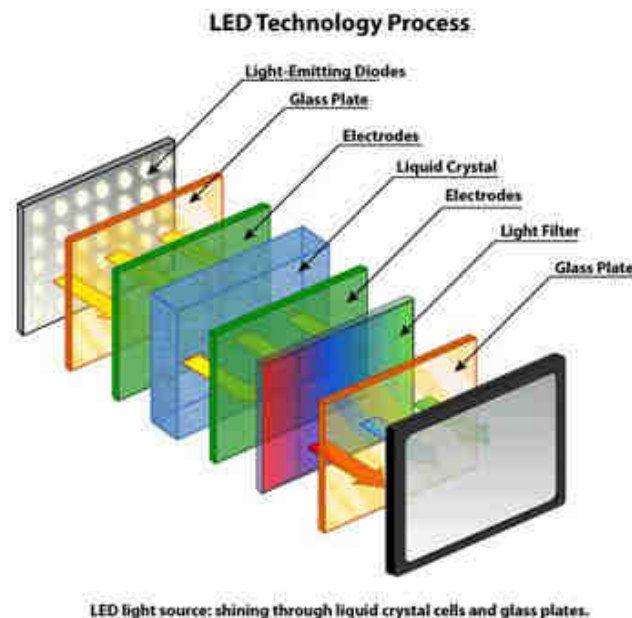 LED Technology Process
Light-Emitting Diodes
Glass Plate
Electrodes
Liquid Crystal
Electrodes
Light Filter
Glass Plate
LED light source: shining through liquid crystal cells and glass plates.